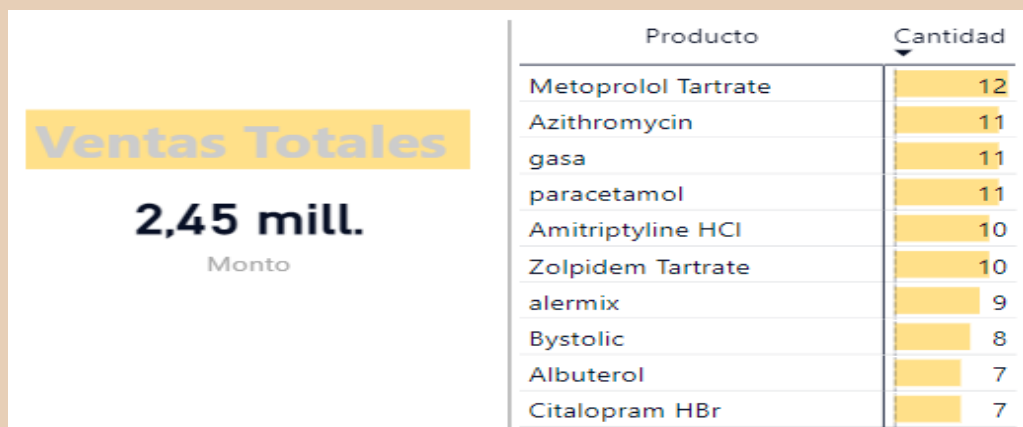 Ventas Totales
2,45 mill.
Monto
Producto Cantidad
Metoprolol Tartrate 12
Azithromycin 11
gasa 11
paracetamol 11
Amitriptyline HCl 10
Zolpidem Tartrate 10
alermix 9
Bystolic 8
Albuterol 7
Citalopram HBr 7